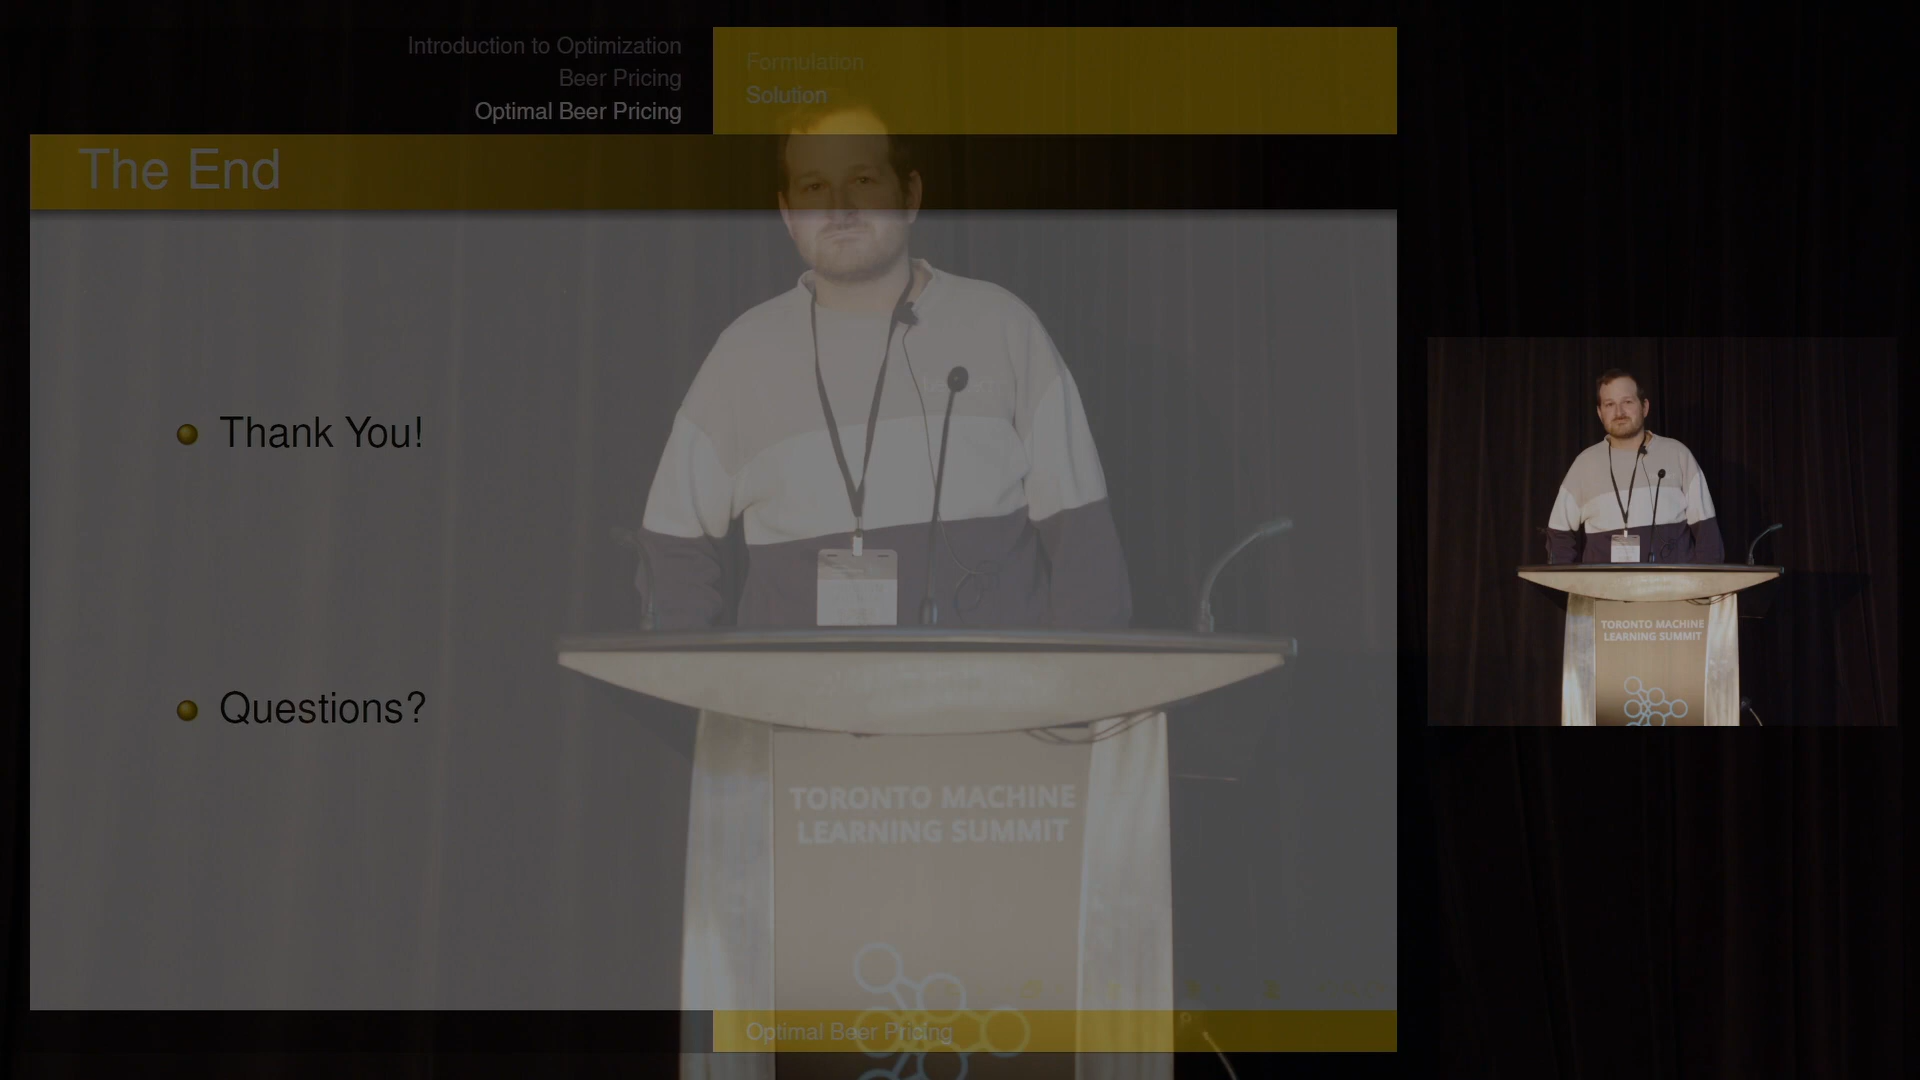 Introduction to Optimization
Beer Pricing
Optimal Beer Pricing
Formulation
Solution
The End
Thank You!
Questions?
TORONTO MACHINE
LEARNING SUMMIT
Optimal Beer Pricing
TORONTO MACHINE
LEARNING SUMMIT